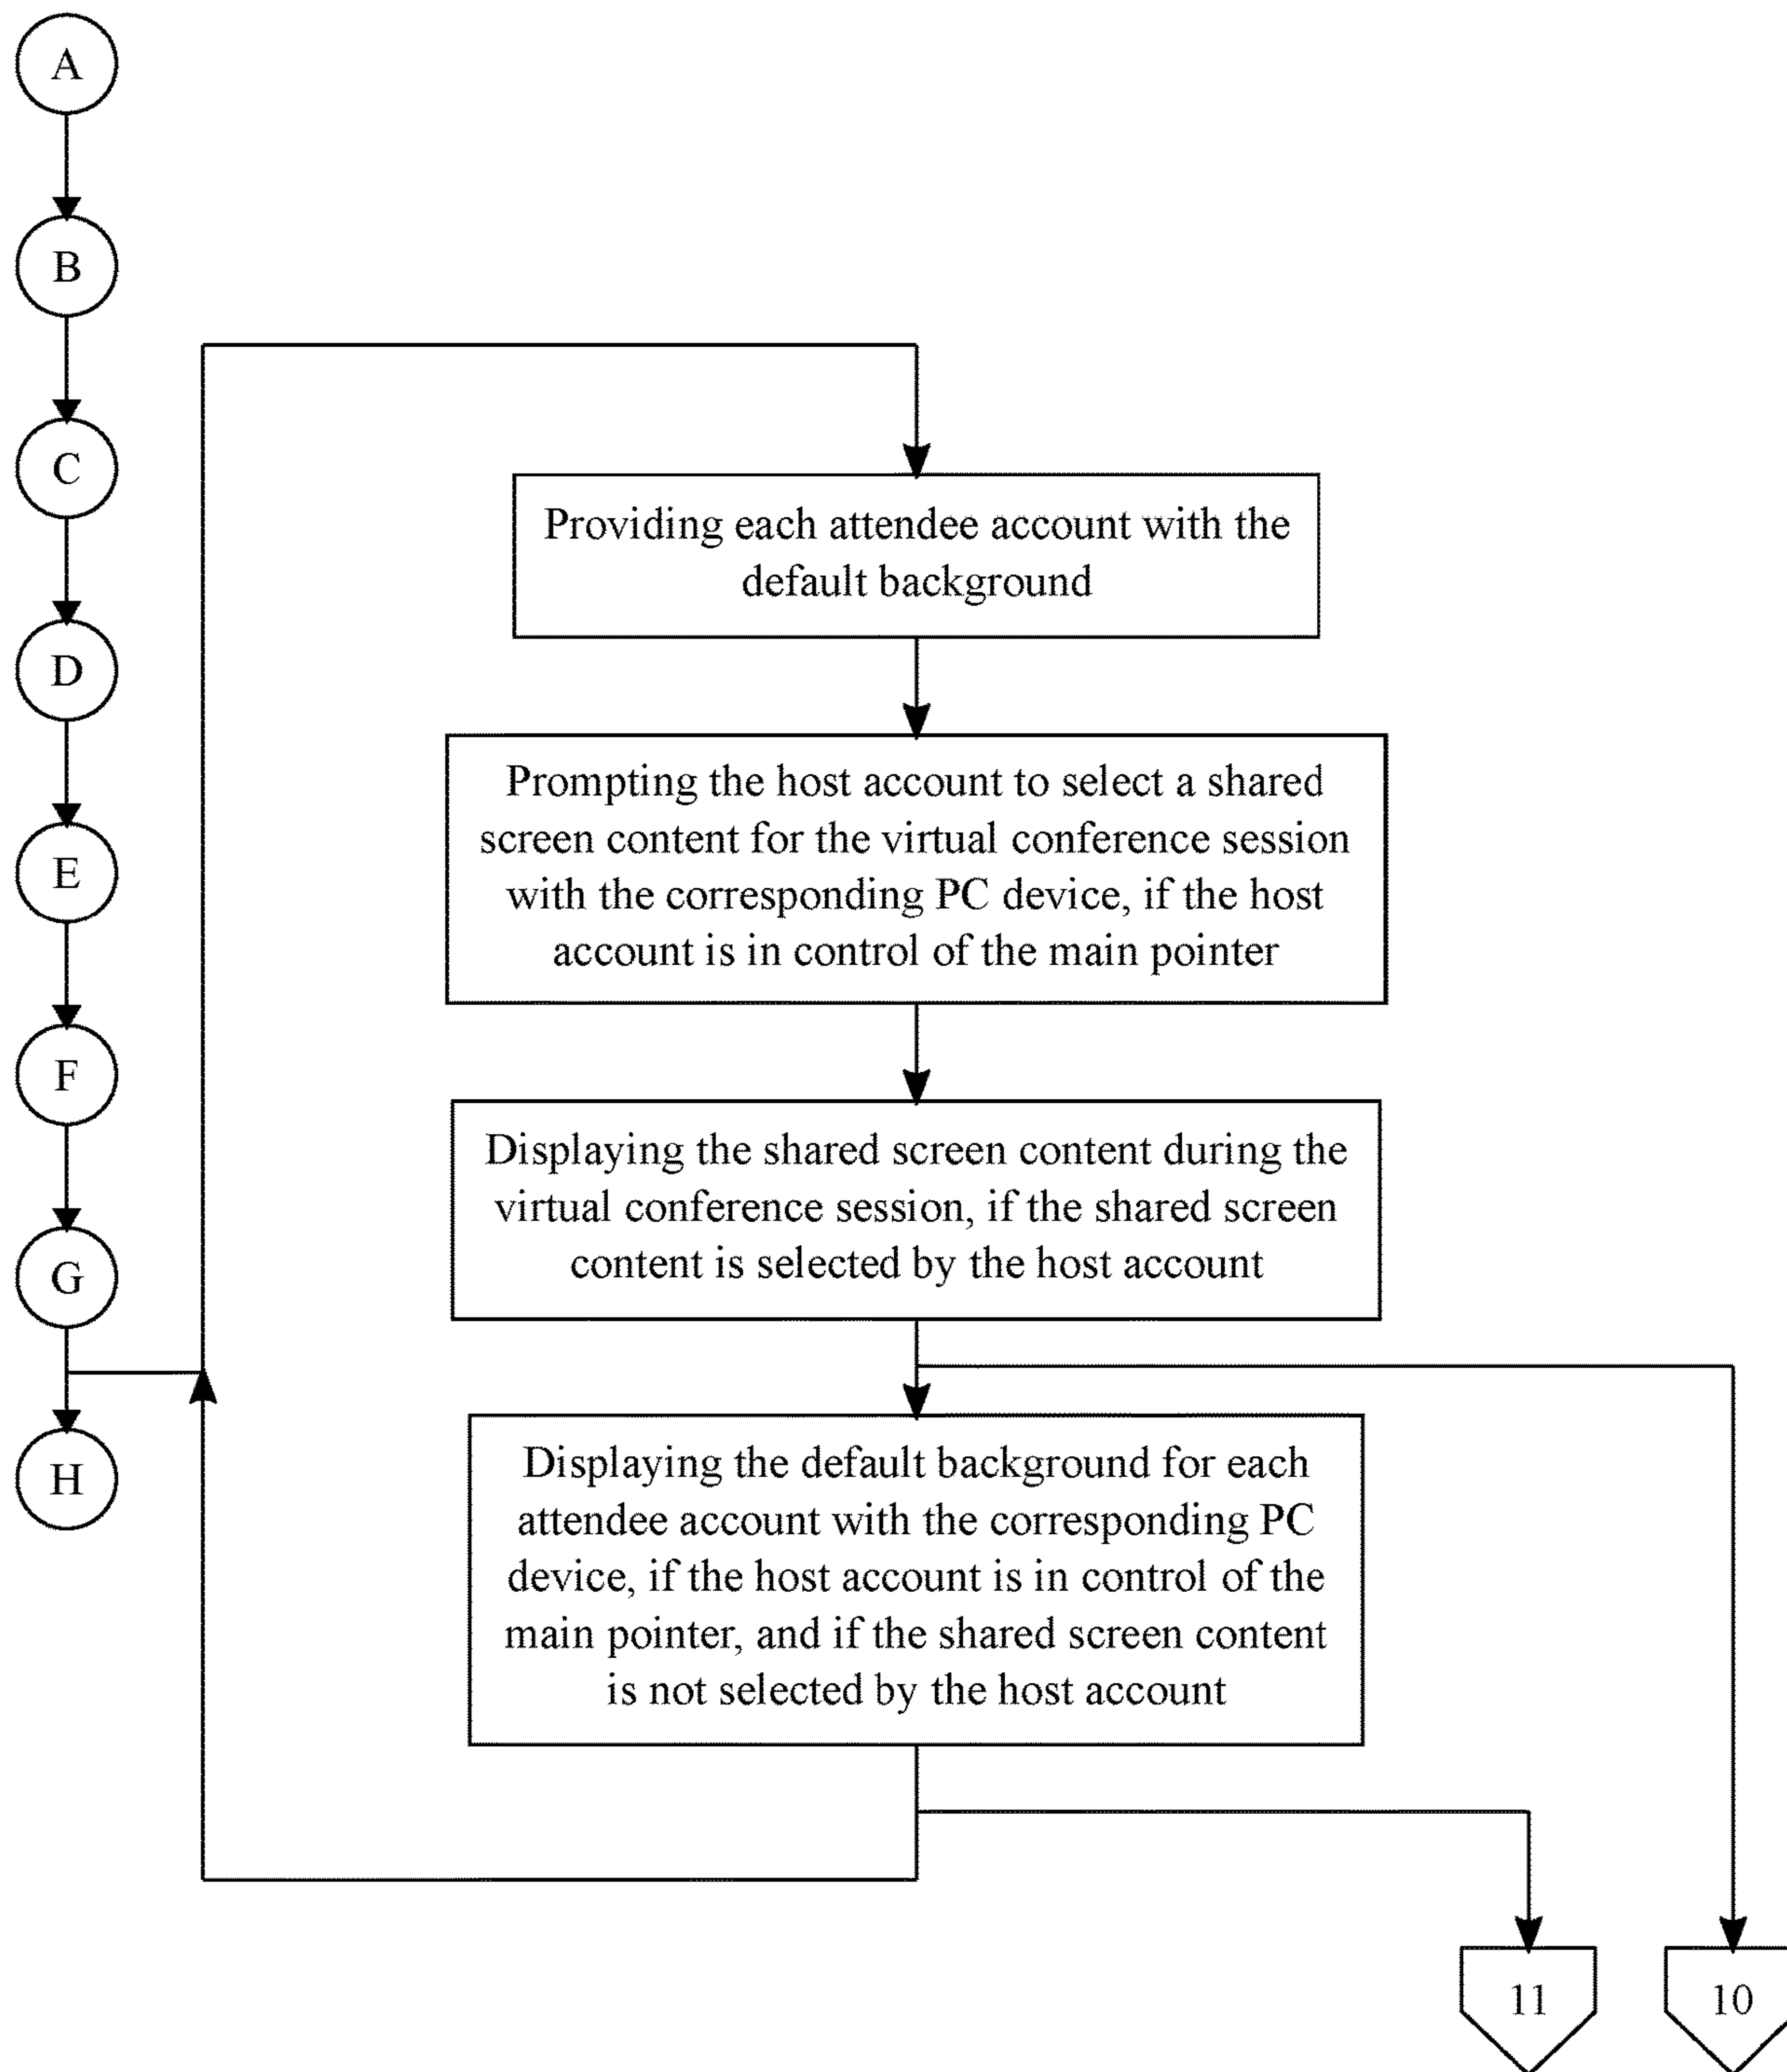 A
B
C
D
E
F
G
H
Providing each attendee account with the
default background
Prompting the host account to select a shared
screen content for the virtual conference session
with the corresponding PC device, if the host
account is in control of the main pointer
Displaying the shared screen content during the
virtual conference session, if the shared screen
content is selected by the host account
Displaying the default background for each
attendee account with the corresponding PC
device, if the host account is in control of the
main pointer, and if the shared screen content
is not selected by the host account
11
10